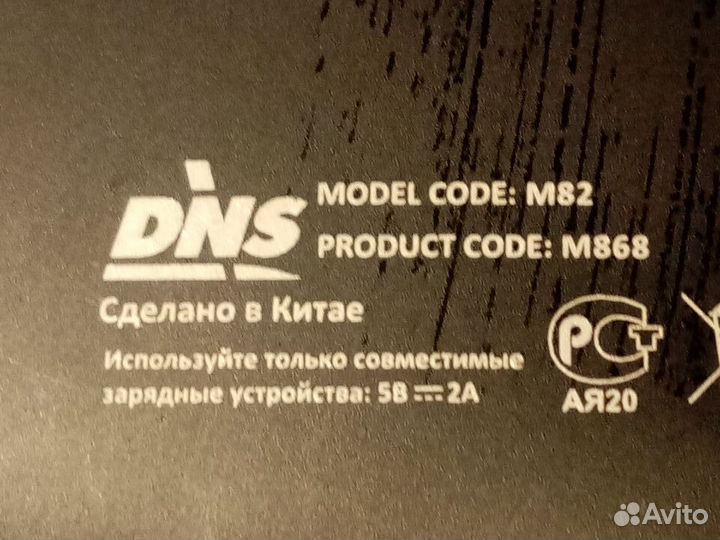 DNS
MODEL CODE: M82
PRODUCT CODE: M868
Сделано в Китае
Используйте только совместимые
зарядные устройства: 5В ⎓ 2А
РСТ
АЯ20
Avito